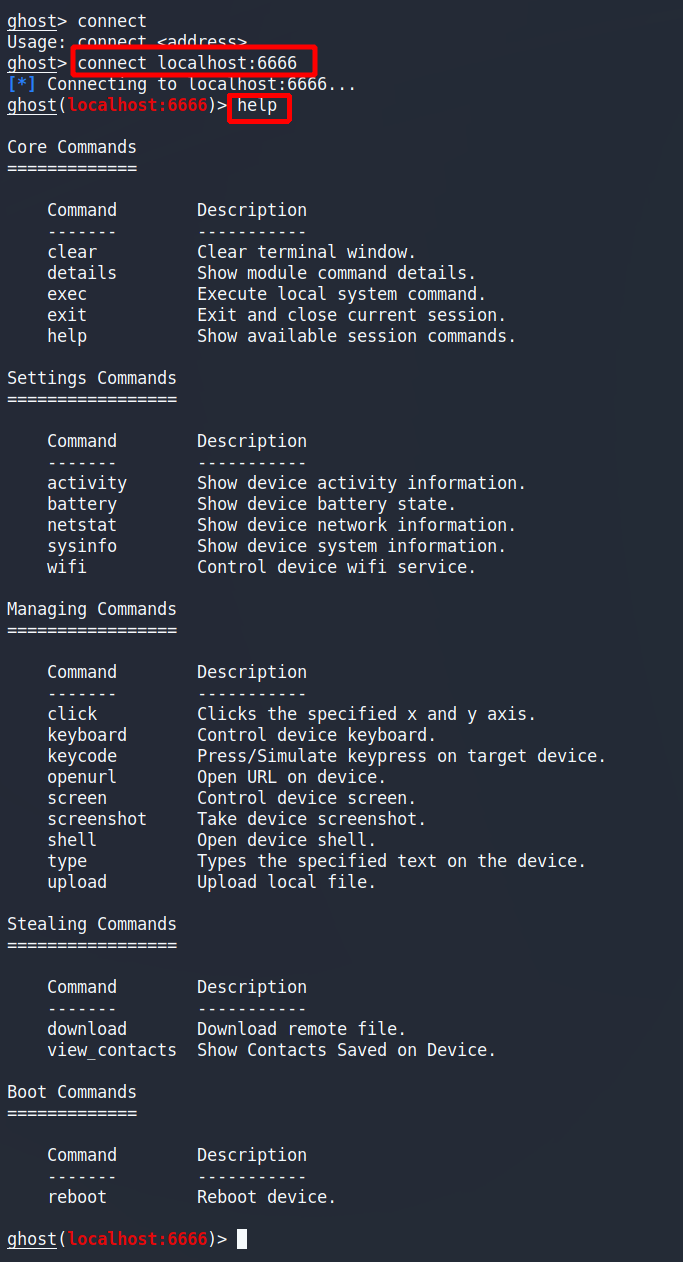 ghost> connect
Usage: connect <address>
ghost> connect localhost:6666
[*] Connecting to localhost:6666...
ghost(localhost:6666)> help
Core Commands
=============
Command Description
------- -----------
clear Clear terminal window.
details Show module command details.
exec Execute local system command.
exit Exit and close current session.
help Show available session commands.
Settings Commands
=================
Command Description
------- -----------
activity Show device activity information.
battery Show device battery state.
netstat Show device network information.
sysinfo Show device system information.
wifi Control device wifi service.
Managing Commands
=================
Command Description
------- -----------
click Clicks the specified x and y axis.
keyboard Control device keyboard.
keycode Press/Simulate keypress on target device.
openurl Open URL on device.
screen Control device screen.
screenshot Take device screenshot.
shell Open device shell.
type Types the specified text on the device.
upload Upload local file.
Stealing Commands
=================
Command Description
------- -----------
download Download remote file.
view_contacts Show Contacts Saved on Device.
Boot Commands
=============
Command Description
------- -----------
reboot Reboot device.
ghost(localhost:6666)>